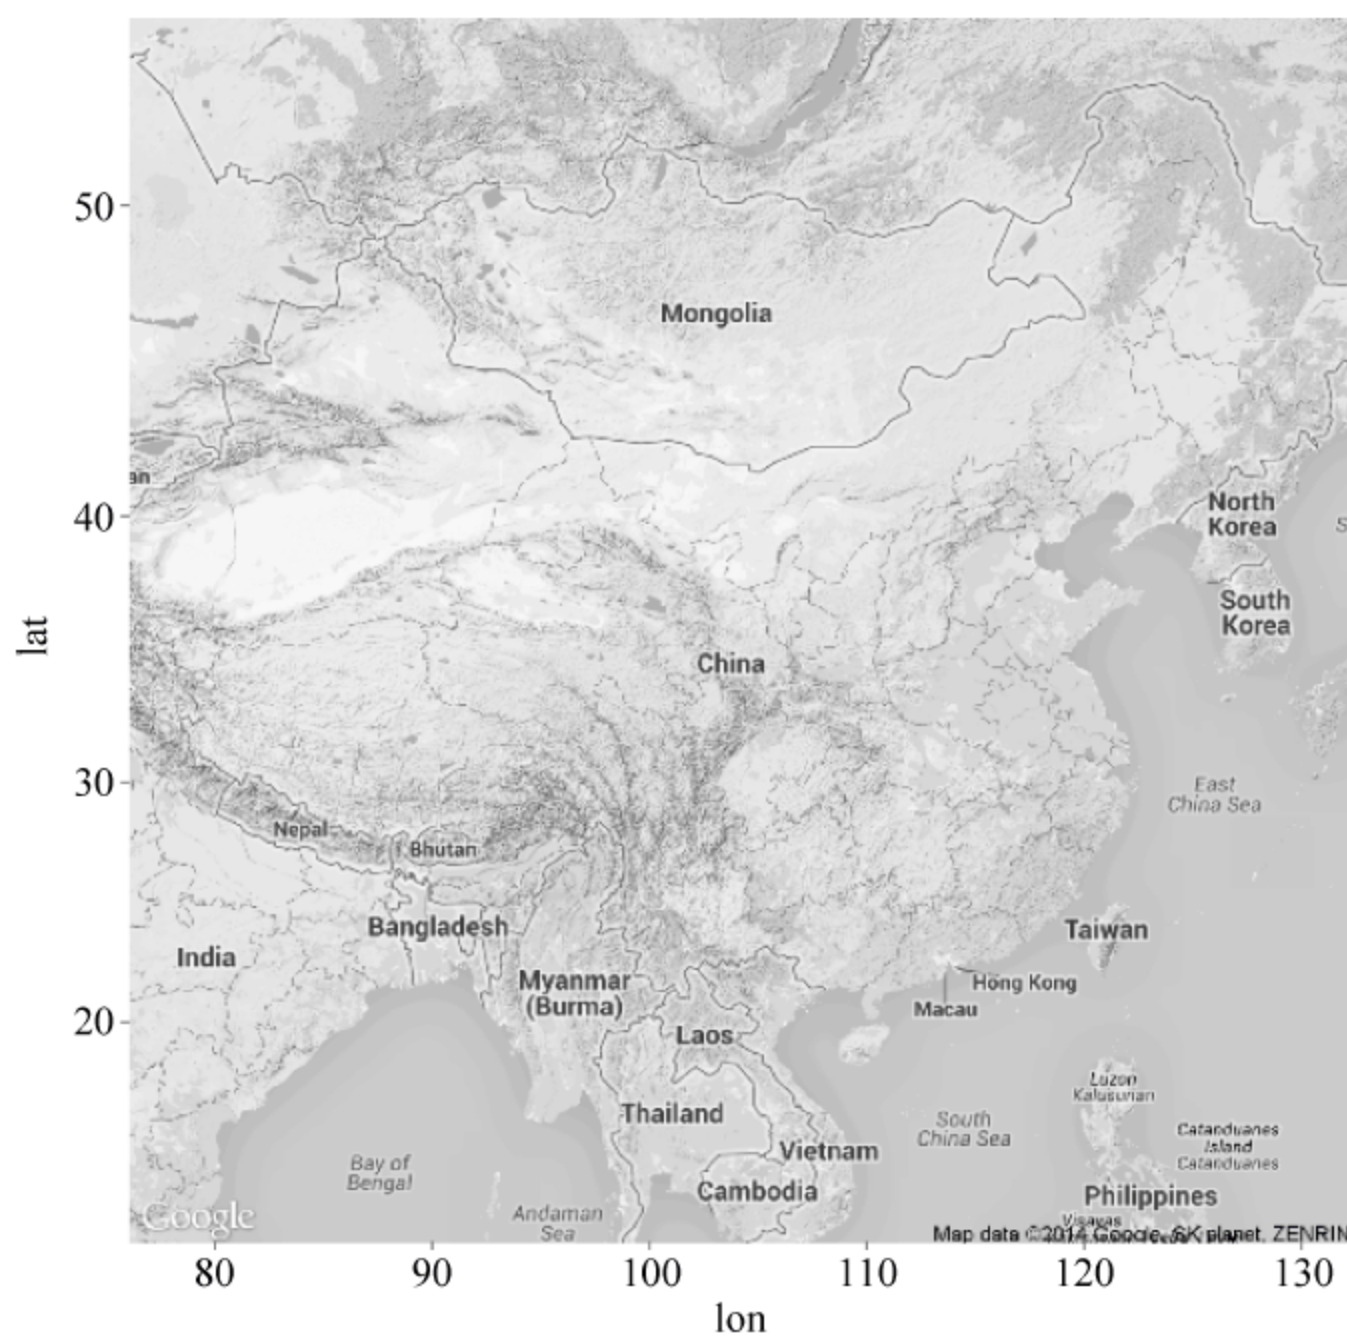 50
Mongolia
an
40
North
Korea
S
South
Korea
China
lat
30
East
China Sea
Nepal
Bhutan
Bangladesh
Taiwan
India
Myanmar
(Burma)
Hong Kong
Macau
20
Laos
Luzon
Thailand
South
China Sea
Catanduanes
Island
Catanduanes
Vietnam
Bay of
Bengal
Cambodia
Philippines
Google
Andaman
Sea
Visayas
Map data ©2014 Google, SK planet, ZENRIN
80
90
100
110
120
130
lon